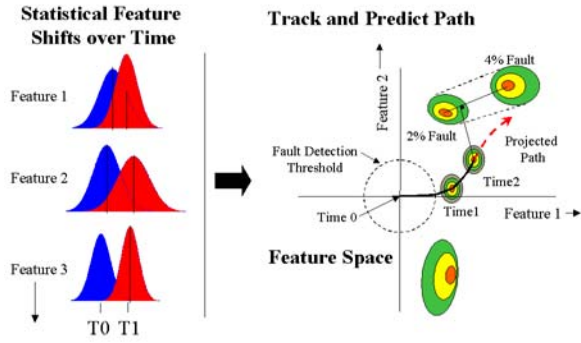 Statistical Feature
Shifts over Time
Feature 1
Feature 2
Feature 3
T0 T1
Track and Predict Path
Feature 2
4% Fault
2% Fault
Fault Detection
Threshold
Projected
Path
Time2
Time 0
Time1
Feature 1
Feature Space